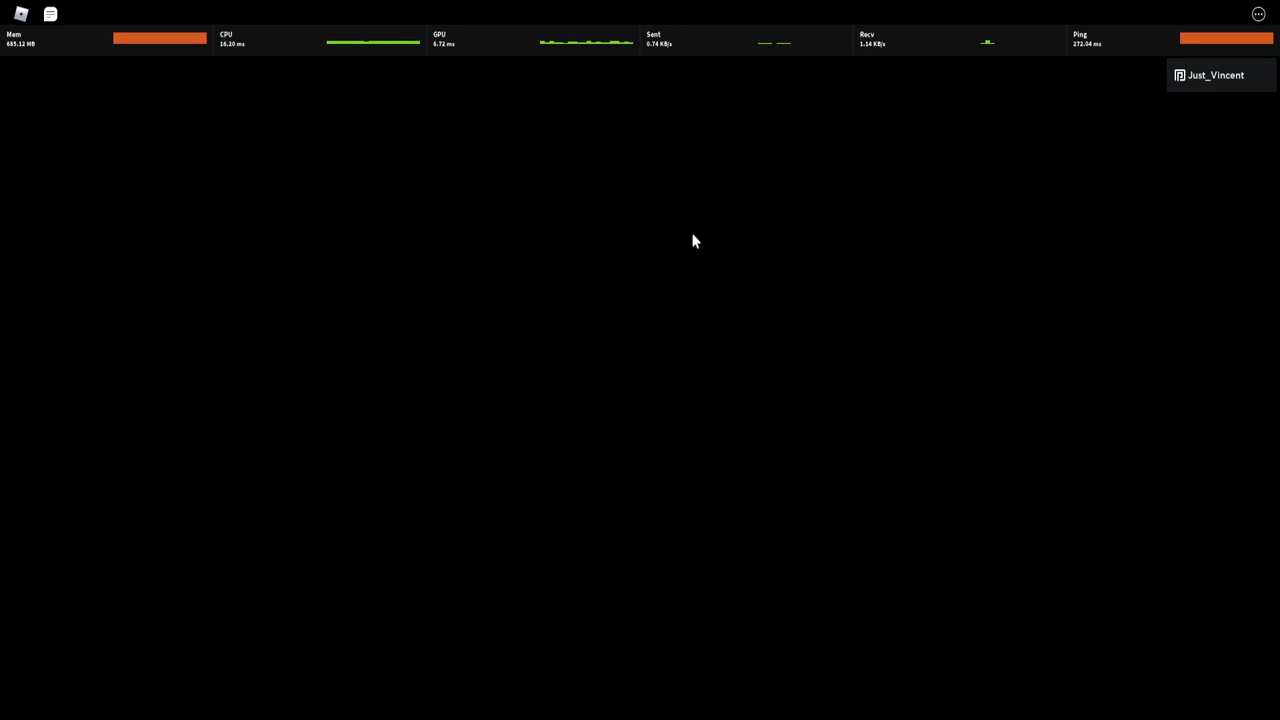 Mem
685.12 MB
CPU
16.20 ms
GPU
6.72 ms
Sent
0.74 KB/s
Recv
1.14 KB/s
Ping
272.04 ms
Just_Vincent